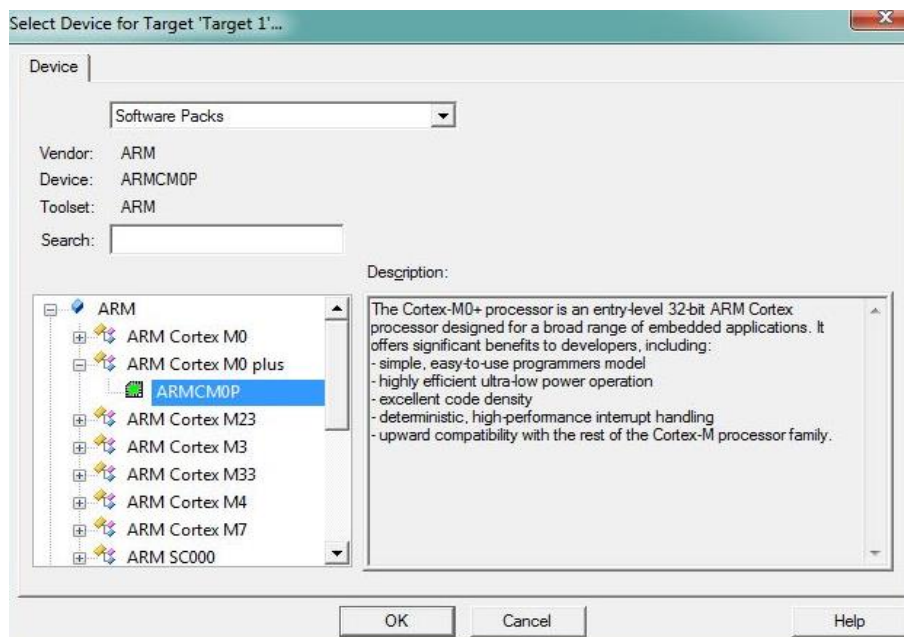 Select Device for Target 'Target 1'...
Device
Software Packs
Vendor: ARM
Device: ARMCM0P
Toolset: ARM
Search:
Description:
ARM
ARM Cortex M0
ARM Cortex M0 plus
ARMCM0P
ARM Cortex M23
ARM Cortex M3
ARM Cortex M33
ARM Cortex M4
ARM Cortex M7
ARM SC000
The Cortex-M0+ processor is an entry-level 32-bit ARM Cortex
processor designed for a broad range of embedded applications. It
offers significant benefits to developers, including:
- simple, easy-to-use programmers model
- highly efficient ultra-low power operation
- excellent code density
- deterministic, high-performance interrupt handling
- upward compatibility with the rest of the Cortex-M processor family.
OK
Cancel
Help